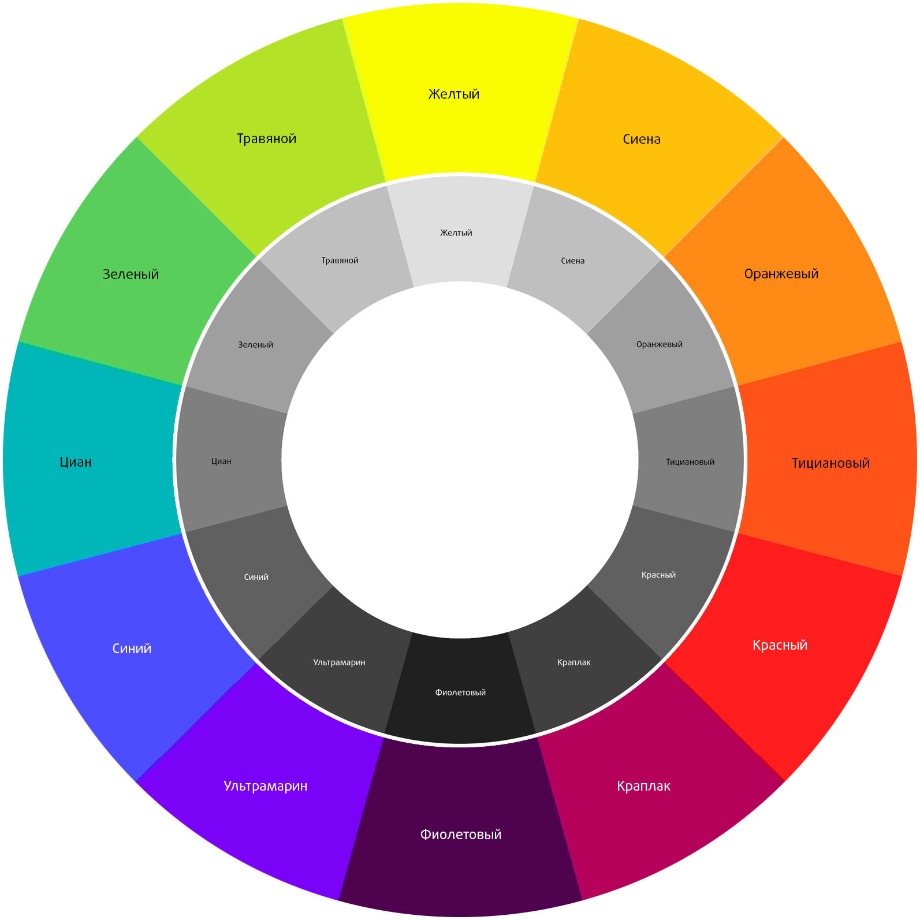 Желтый
Сиена
Оранжевый
Тициановый
Красный
Краплак
Фиолетовый
Ультрамарин
Синий
Циан
Зеленый
Травяной
Желтый
Сиена
Оранжевый
Тициановый
Красный
Краплак
Фиолетовый
Ультрамарин
Синий
Циан
Зеленый
Травяной